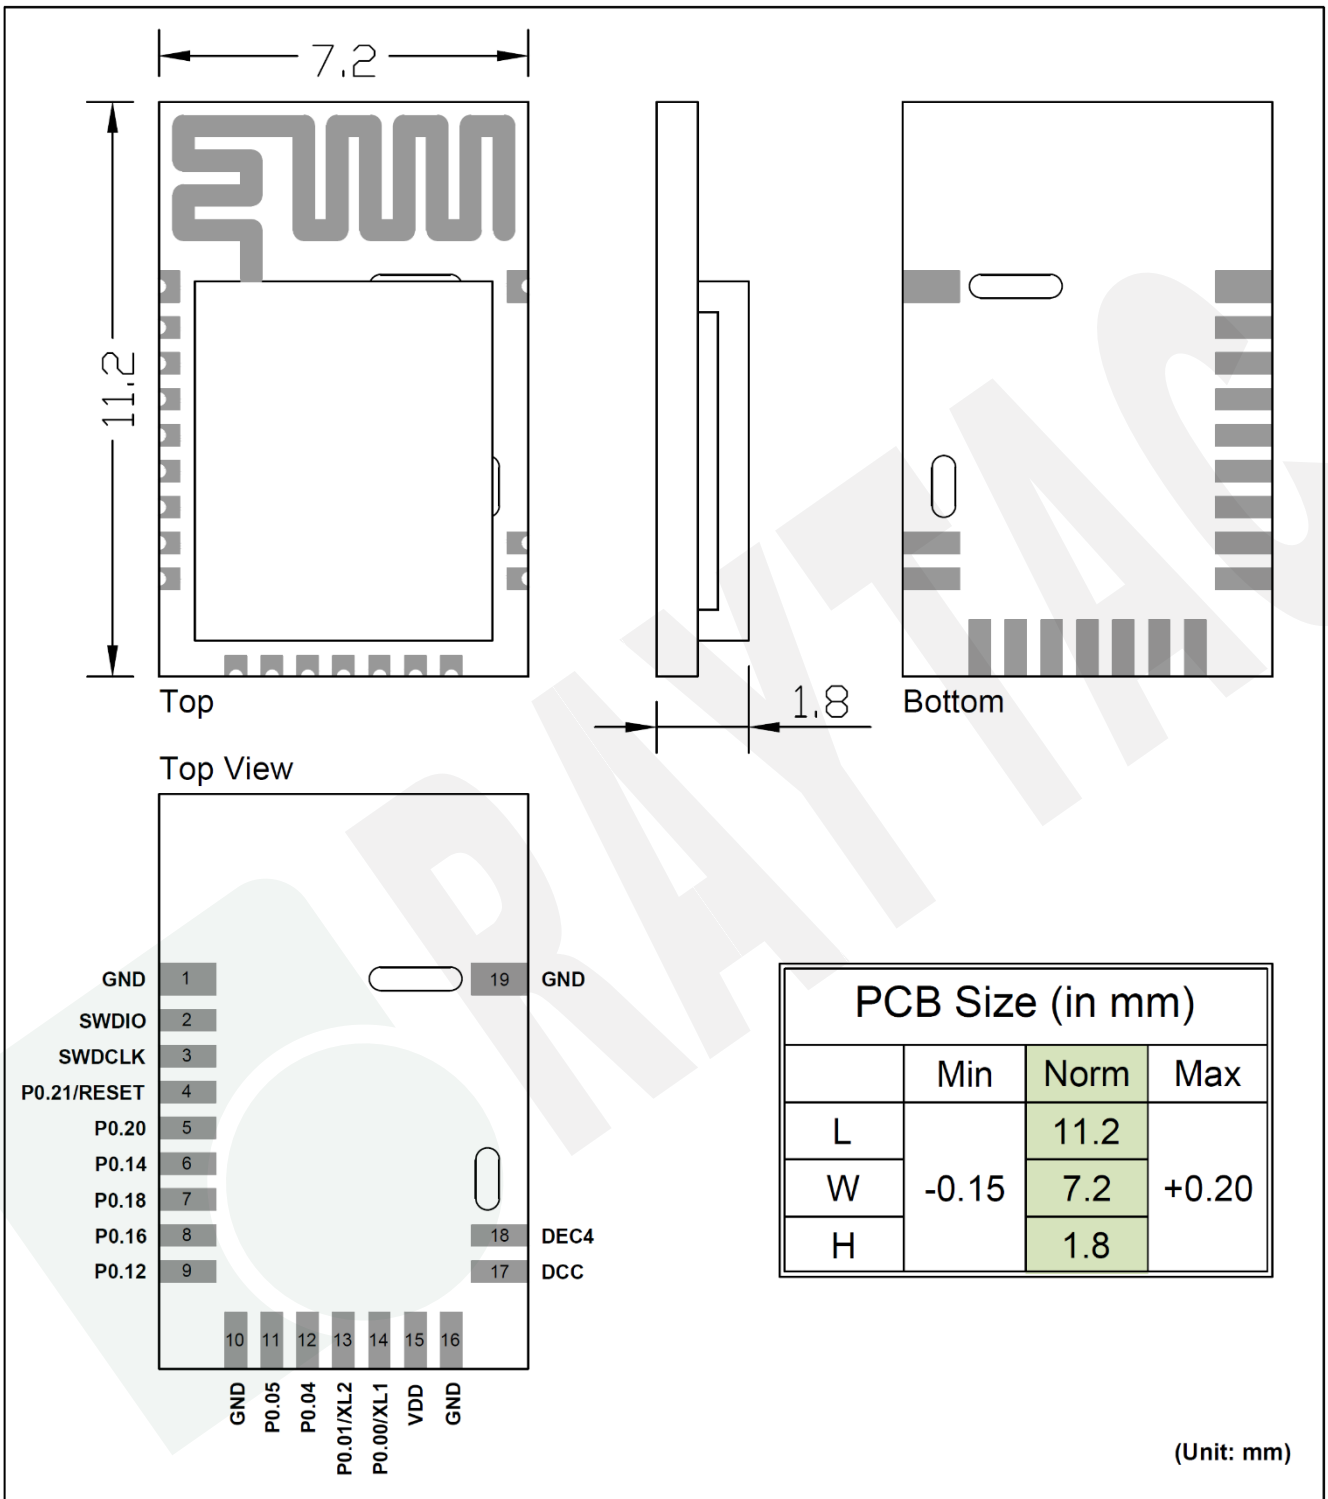 7.2
11.2
1.8
Top
Bottom
Top View
GND 1
SWDIO 2
SWDCLK 3
P0.21/RESET 4
P0.20 5
P0.14 6
P0.18 7
P0.16 8
P0.12 9
19 GND
18 DEC4
17 DCC
10 11 12 13 14 15 16
GND
P0.05
P0.04
P0.01/XL2
P0.00/XL1
VDD
GND
PCB Size (in mm)
Min Norm Max
L 11.2
W -0.15 7.2 +0.20
H 1.8
(Unit: mm)
RAYTAC